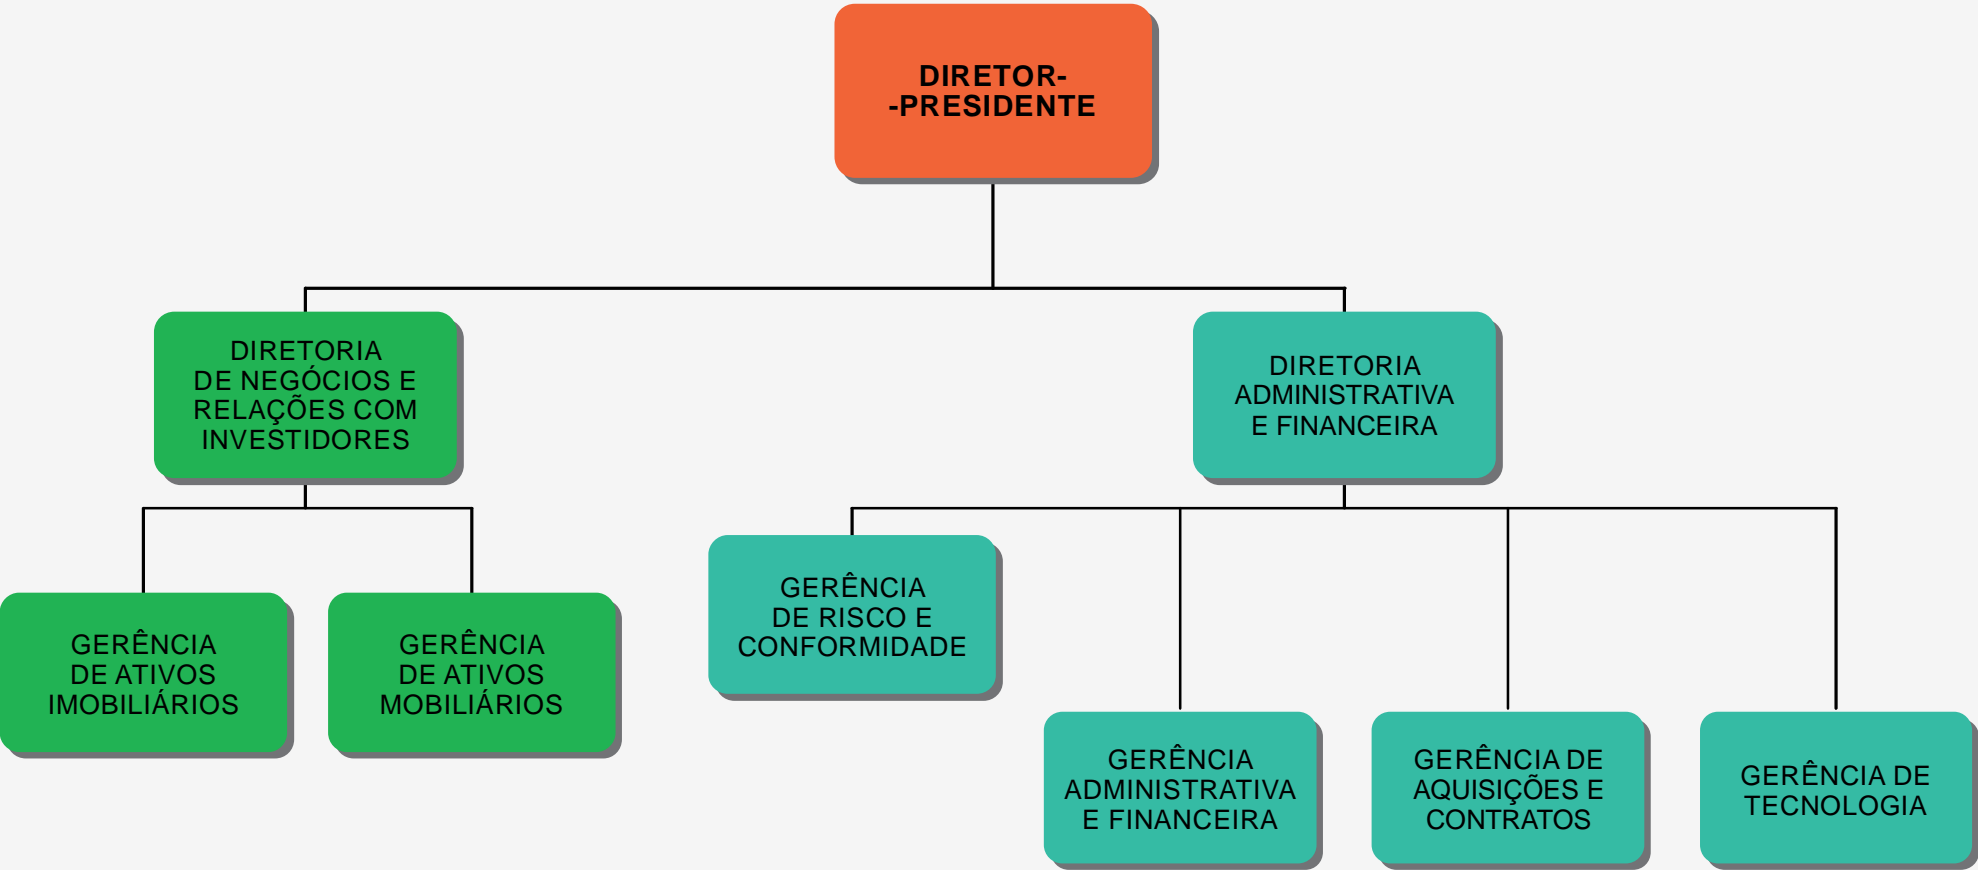 DIRETOR-
-PRESIDENTE
DIRETORIA
DE NEGÓCIOS E
RELAÇÕES COM
INVESTIDORES
DIRETORIA
ADMINISTRATIVA
E FINANCEIRA
GERÊNCIA
DE ATIVOS
IMOBILIÁRIOS
GERÊNCIA
DE ATIVOS
MOBILIÁRIOS
GERÊNCIA
DE RISCO E
CONFORMIDADE
GERÊNCIA
ADMINISTRATIVA
E FINANCEIRA
GERÊNCIA DE
AQUISIÇÕES E
CONTRATOS
GERÊNCIA DE
TECNOLOGIA